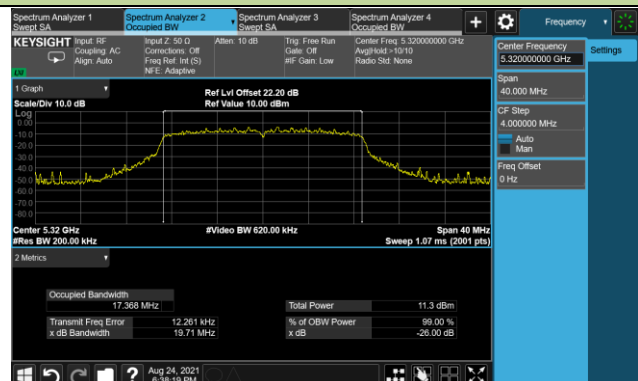 Spectrum Analyzer 1
Swept SA
Spectrum Analyzer 2
Occupied BW
Spectrum Analyzer 3
Swept SA
Spectrum Analyzer 4
Occupied BW
+
Frequency
KEYSIGHT
Input: RF
Coupling: AC
Align: Auto
Input Z: 50 Ω
Corrections: Off
Freq Ref: Int (S)
NFE: Adaptive
Atten: 10 dB
Trig: Free Run
Gate: Off
#IF Gain: Low
Center Freq: 5.320000000 GHz
Avg|Hold:>10/10
Radio Std: None
Center Frequency
5.320000000 GHz
Settings
Span
40.000 MHz
CF Step
4.000000 MHz
Auto
Man
Freq Offset
0 Hz
1 Graph
Scale/Div 10.0 dB
Ref Lvl Offset 22.20 dB
Ref Value 10.00 dBm
Log
0.00
-10.0
-20.0
-30.0
-40.0
-50.0
-60.0
-70.0
-80.0
Center 5.32 GHz
#Res BW 200.00 kHz
#Video BW 620.00 kHz
Span 40 MHz
Sweep 1.07 ms (2001 pts)
2 Metrics
Occupied Bandwidth
17.368 MHz
Total Power 11.3 dBm
Transmit Freq Error 12.261 kHz
% of OBW Power 99.00 %
x dB Bandwidth 19.71 MHz
x dB -26.00 dB
?
Aug 24, 2021
6:38:19 PM